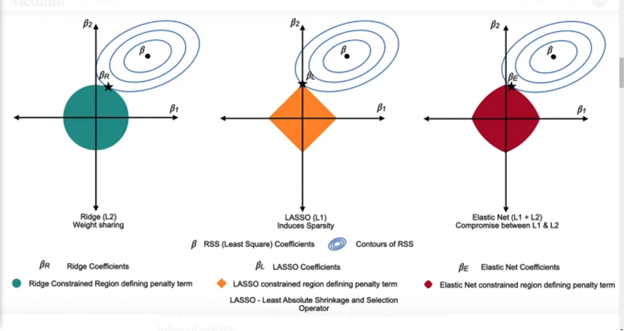 β2
β2
β2
β
β
β
βR
βL
βE
β1
β1
β1
Ridge (L2)
Weight sharing
LASSO (L1)
Induces Sparsity
Elastic Net (L1 + L2)
Compromise between L1 & L2
β RSS (Least Square) Coefficients
Contours of RSS
βR Ridge Coefficients
βL LASSO Coefficients
βE Elastic Net Coefficients
Ridge Constrained Region defining penalty term
LASSO constrained region defining penalty term
Elastic Net constrained region defining penalty term
LASSO - Least Absolute Shrinkage and Selection
Operator